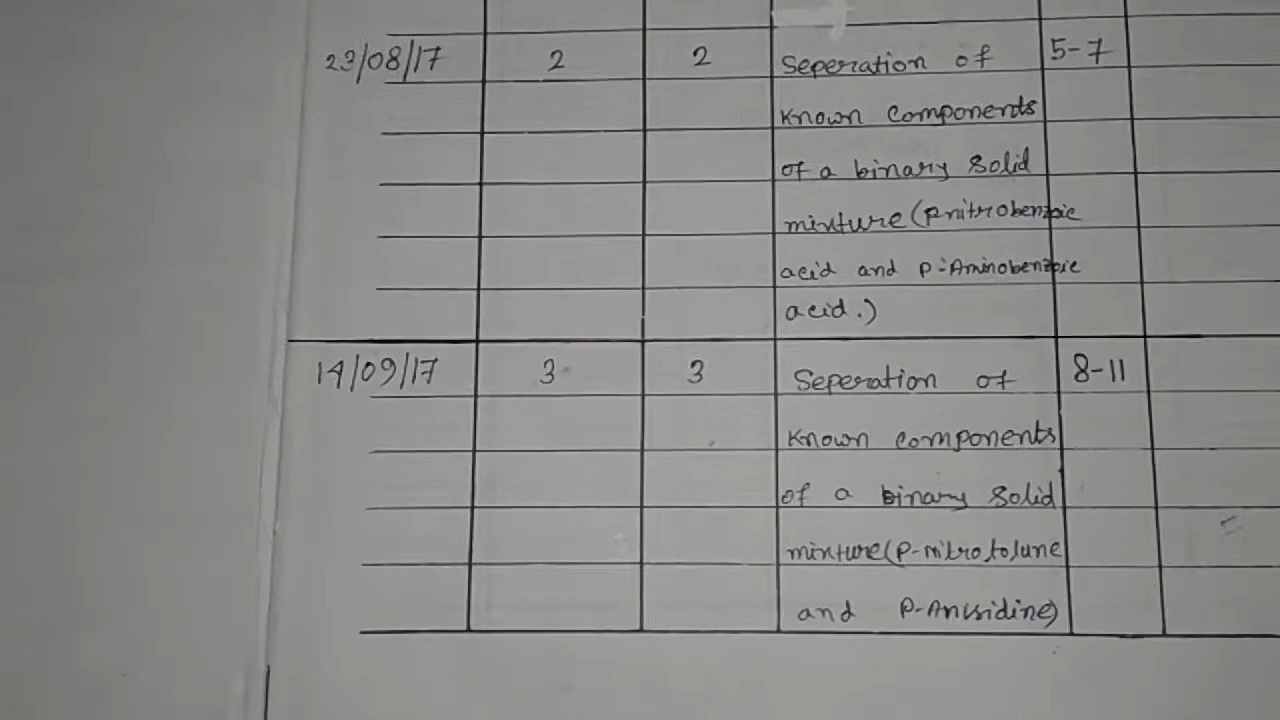 23/08/17 2 2 Seperation of 5-7
known components
of a binary solid
mixture (pnitrobenzoic
acid and p-Aminobenzoic
acid.)
14/09/17 3 3 Seperation of 8-11
known components
of a binary solid
mixture (p-nitrotolune
and P-Anisidine)